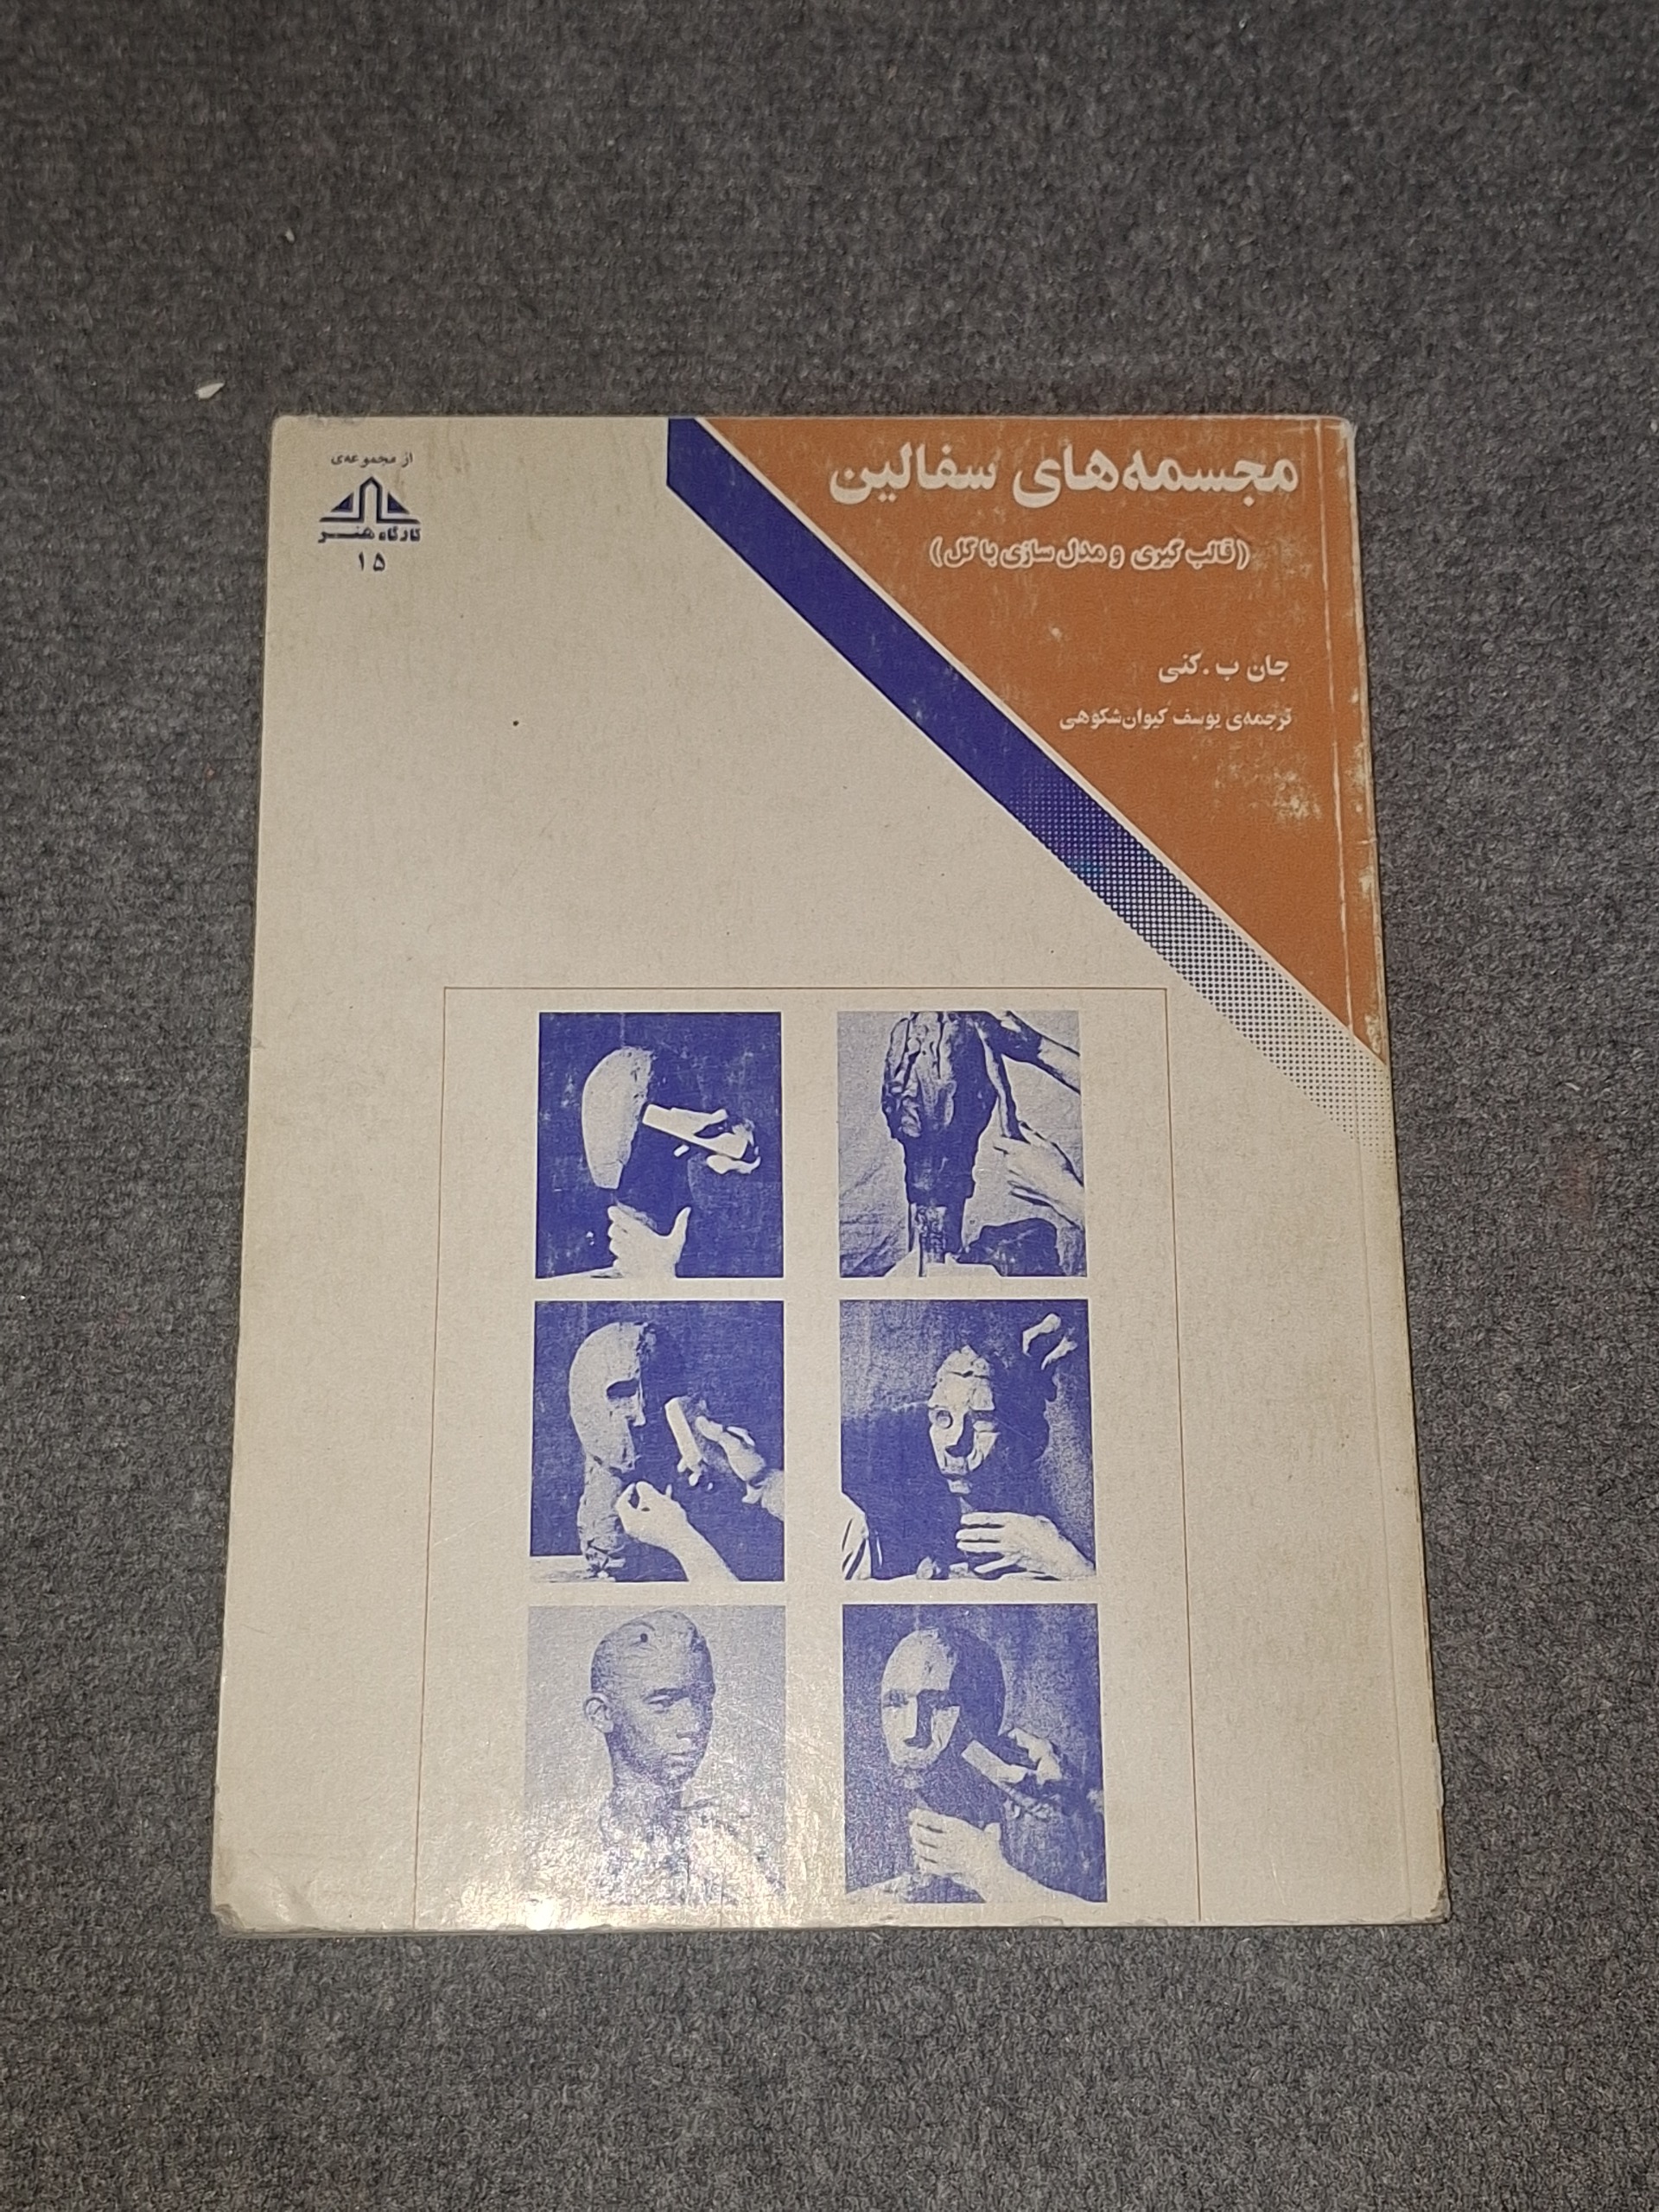 مجسمه‌های سفالین
(قالب گیری و مدل سازی با گل)
جان ب. کنی
ترجمه‌ی یوسف کیوان‌شکوهی
از مجموعه‌ی
کارگاه هنر
۱۵